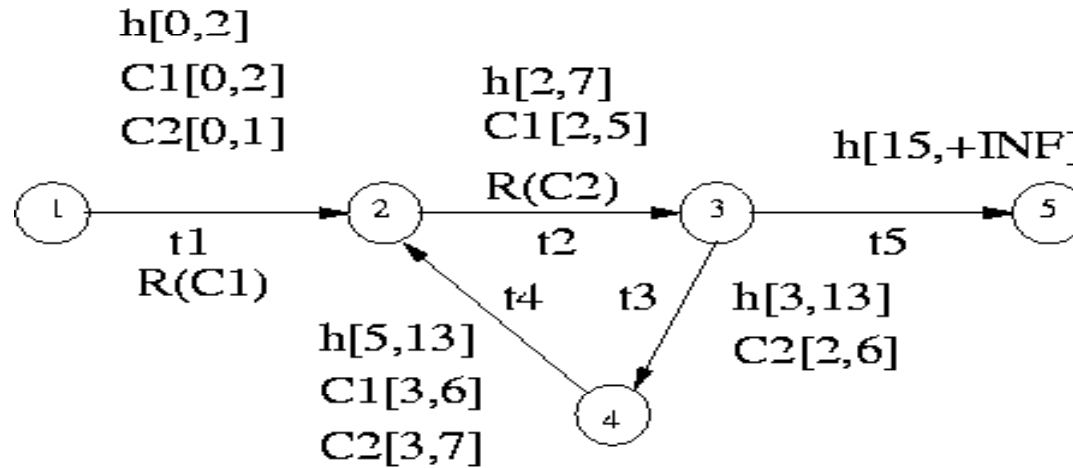 h[0,2]
C1[0,2]
C2[0,1]
h[2,7]
C1[2,5]
R(C2)
h[15,+INF]
1
2
3
5
t1
R(C1)
t2
t5
t4
t3
h[3,13]
C2[2,6]
h[5,13]
C1[3,6]
C2[3,7]
4